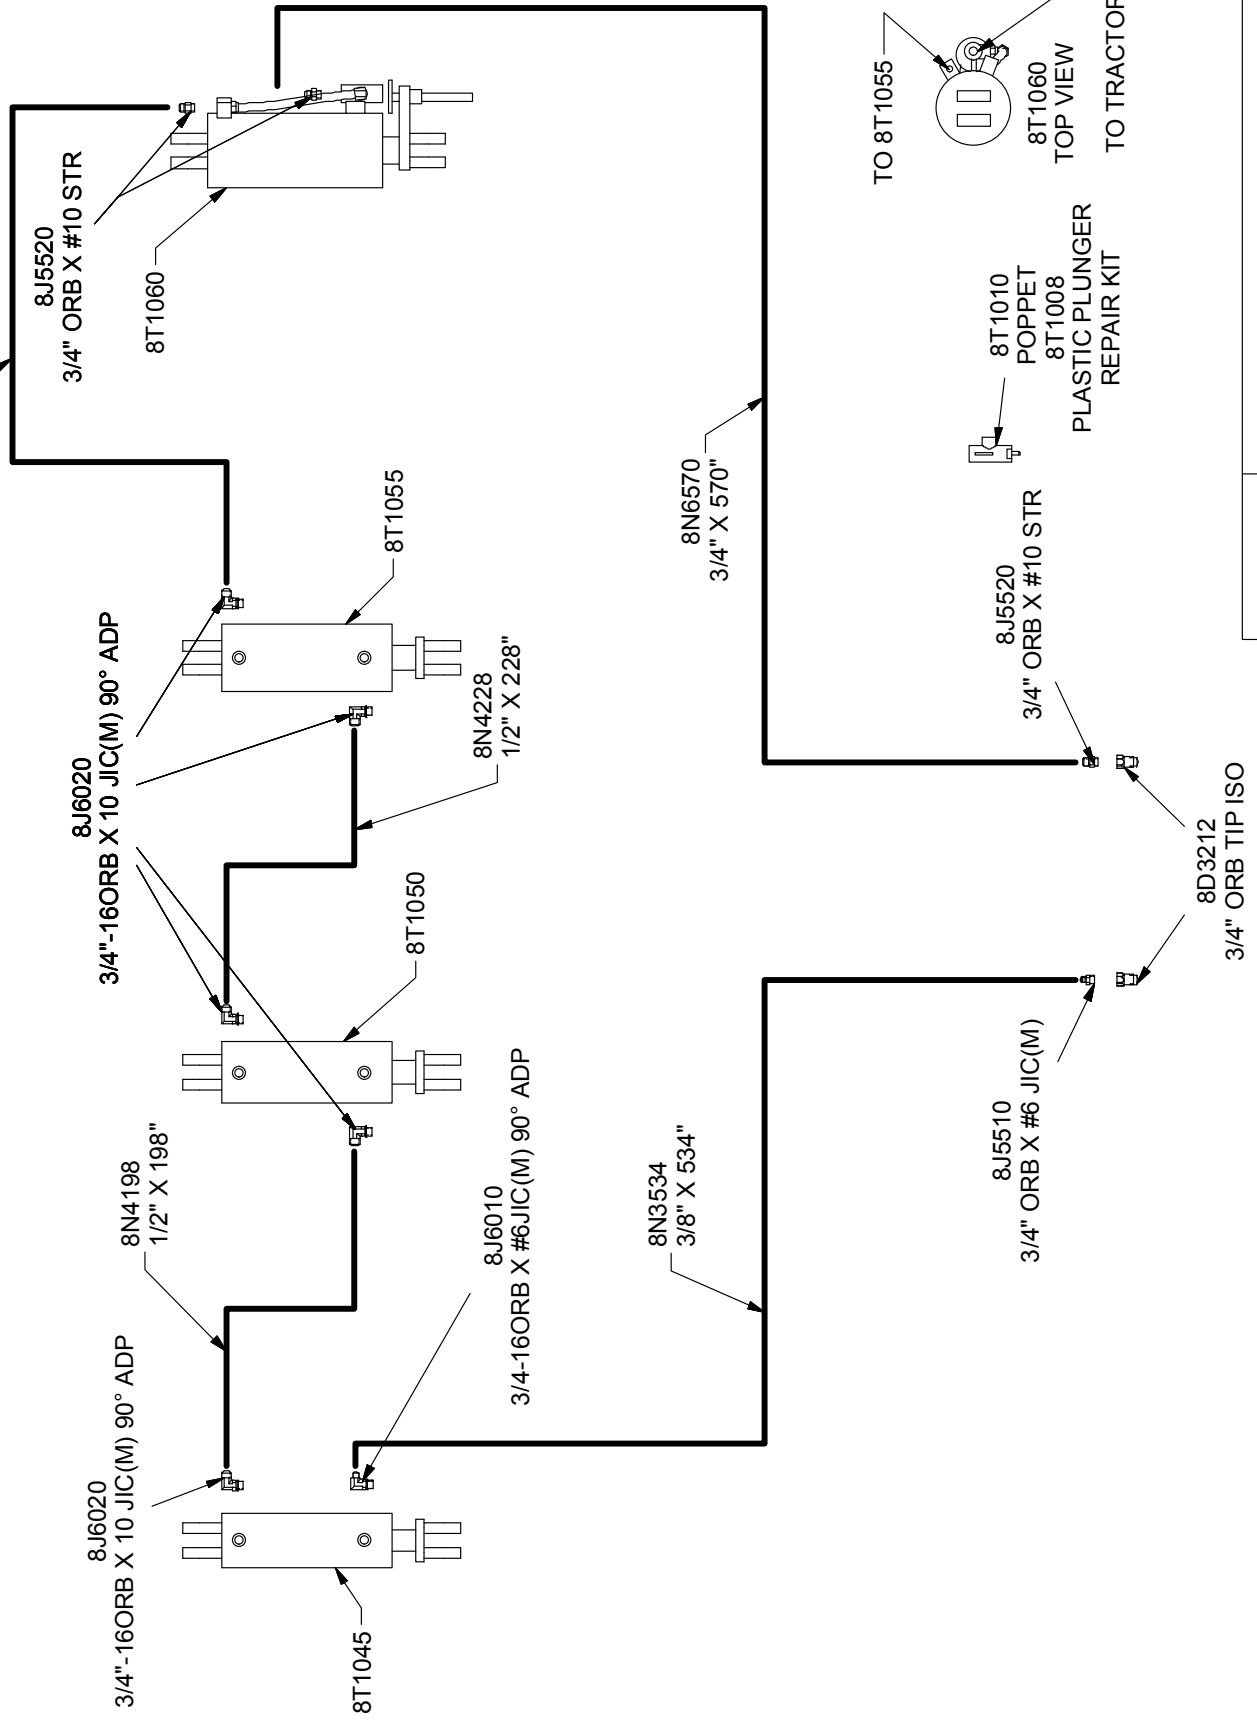 8J6020
3/4"-16ORB X 10 JIC(M) 90° ADP
8T1045
8N4198
1/2" X 198"
8J6010
3/4-16ORB X #6JIC(M) 90° ADP
8N3534
3/8" X 534"
8J5510
3/4" ORB X #6 JIC(M)
8J6020
3/4"-16ORB X 10 JIC(M) 90° ADP
8T1050
8N4228
1/2" X 228"
8T1055
8D3212
3/4" ORB TIP ISO
8J5520
3/4" ORB X #10 STR
8N6570
3/4" X 570"
8J5520
3/4" ORB X #10 STR
8T1060
8T1010
POPPET
8T1008
PLASTIC PLUNGER
REPAIR KIT
TO 8T1055
8T1060
TOP VIEW
TO TRACTOR